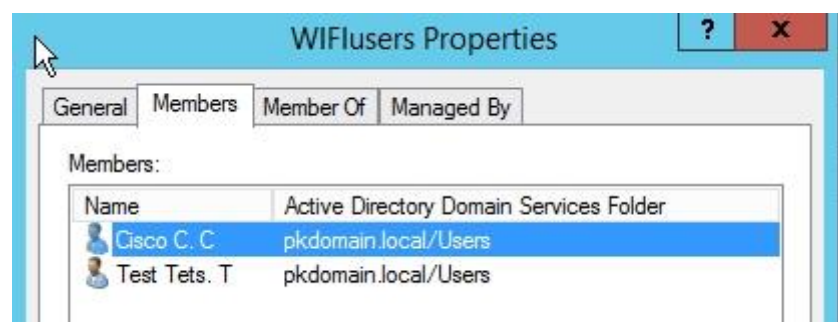 WIFIusers Properties
?
x
General
Members
Member Of
Managed By
Members:
Name
Active Directory Domain Services Folder
Cisco C. C
pkdomain.local/Users
Test Tets. T
pkdomain.local/Users